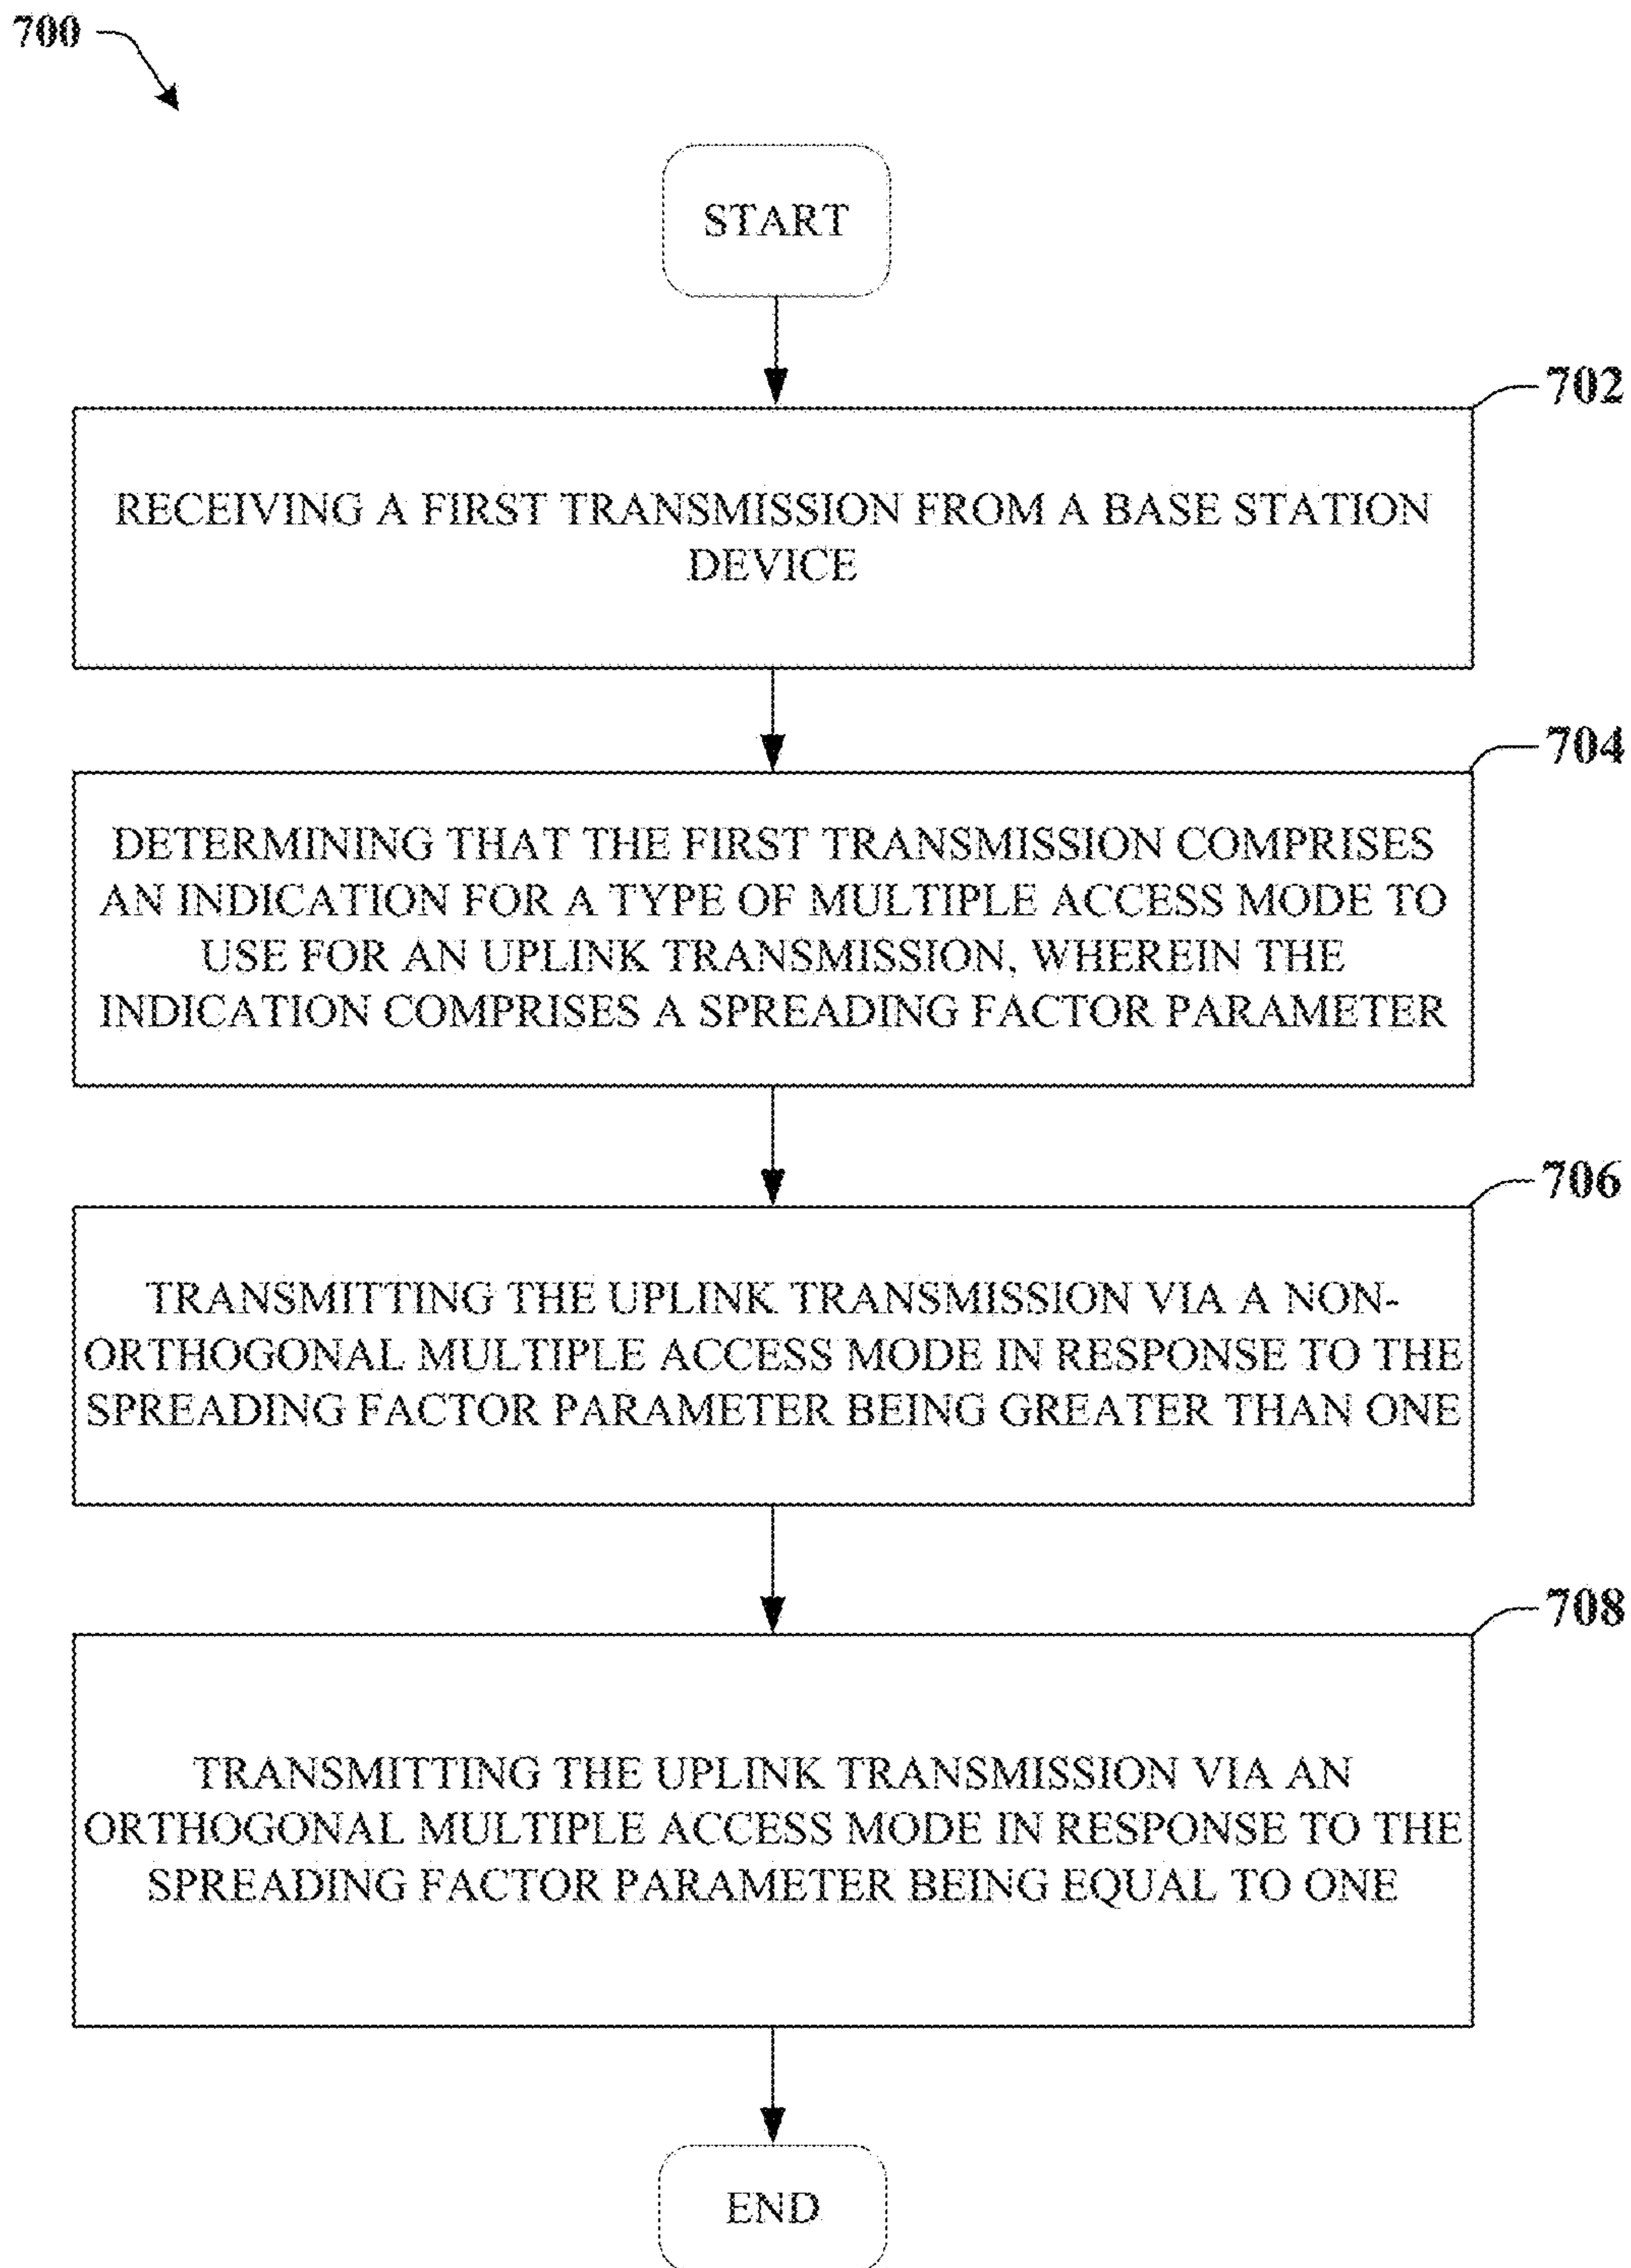 700
START
702
RECEIVING A FIRST TRANSMISSION FROM A BASE STATION
DEVICE
704
DETERMINING THAT THE FIRST TRANSMISSION COMPRISES
AN INDICATION FOR A TYPE OF MULTIPLE ACCESS MODE TO
USE FOR AN UPLINK TRANSMISSION, WHEREIN THE
INDICATION COMPRISES A SPREADING FACTOR PARAMETER
706
TRANSMITTING THE UPLINK TRANSMISSION VIA A NON-
ORTHOGONAL MULTIPLE ACCESS MODE IN RESPONSE TO THE
SPREADING FACTOR PARAMETER BEING GREATER THAN ONE
708
TRANSMITTING THE UPLINK TRANSMISSION VIA AN
ORTHOGONAL MULTIPLE ACCESS MODE IN RESPONSE TO THE
SPREADING FACTOR PARAMETER BEING EQUAL TO ONE
END